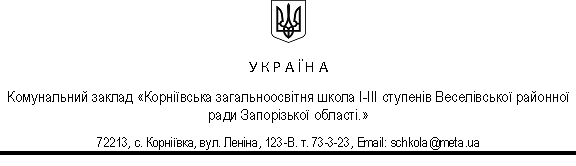 У К Р А Ї Н А
Комунальний заклад «Корніївська загальноосвітня школа І-ІІІ ступенів Веселівської районної
ради Запорізької області.»
72213, с. Корніївка, вул. Леніна, 123-В. т. 73-3-23, Email: schkola@meta.ua